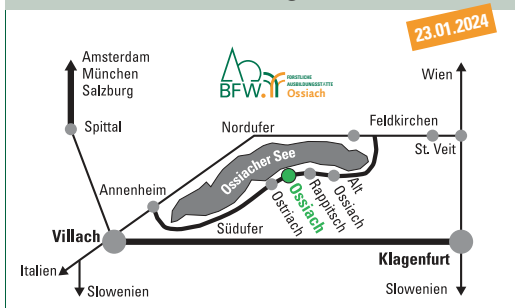 23.01.2024
Amsterdam
München
Salzburg
BFW.
FORSTLICHE
AUSBILDUNGSSTÄTTE
Ossiach
Wien
Spittal
Nordufer
Feldkirchen
St. Veit
Ossiacher See
Annenheim
Ostriach
Ossiach
Rappitsch
Ossiach
Alt
Südufer
Villach
Klagenfurt
Italien
Slowenien
Slowenien